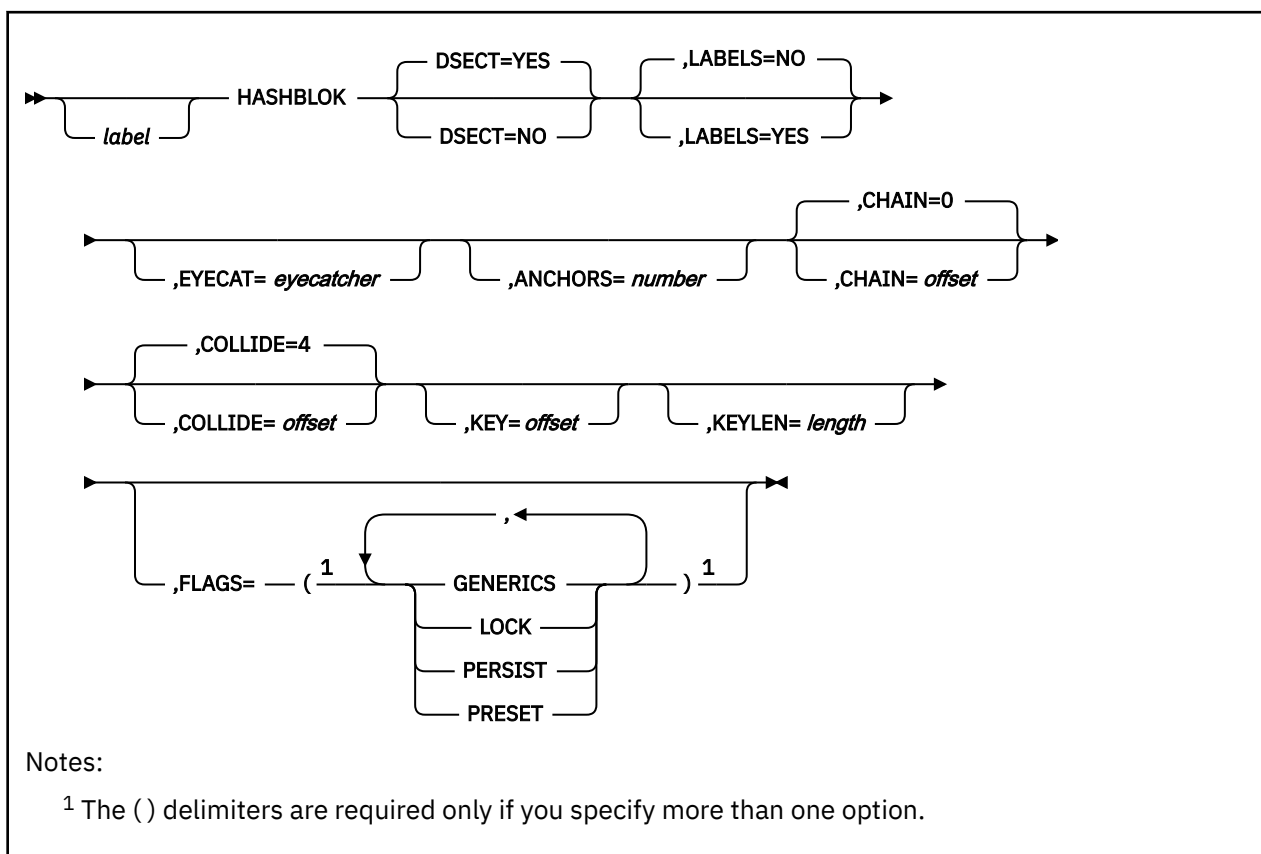 DSECT=YES ,LABELS=NO
label HASHBLOK
DSECT=NO ,LABELS=YES
,CHAIN=0
,EYECAT= eyecatcher ,ANCHORS= number ,CHAIN= offset
,COLLIDE=4
,COLLIDE= offset ,KEY= offset ,KEYLEN= length
,
,FLAGS= ( 1 GENERICS ) 1
LOCK
PERSIST
PRESET
Notes:
1 The ( ) delimiters are required only if you specify more than one option.